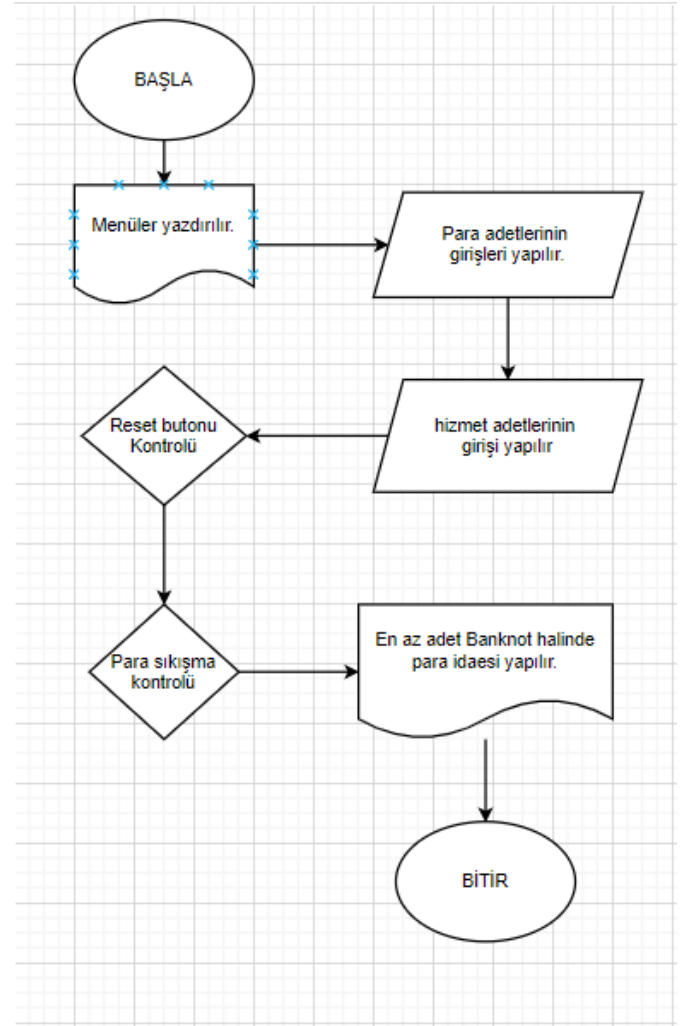 BAŞLA
Menüler yazdırılır.
Para adetlerinin
girişleri yapılır.
hizmet adetlerinin
girişi yapılır
Reset butonu
Kontrolü
Para sıkışma
kontrolü
En az adet Banknot halinde
para idaesi yapılır.
BİTİR